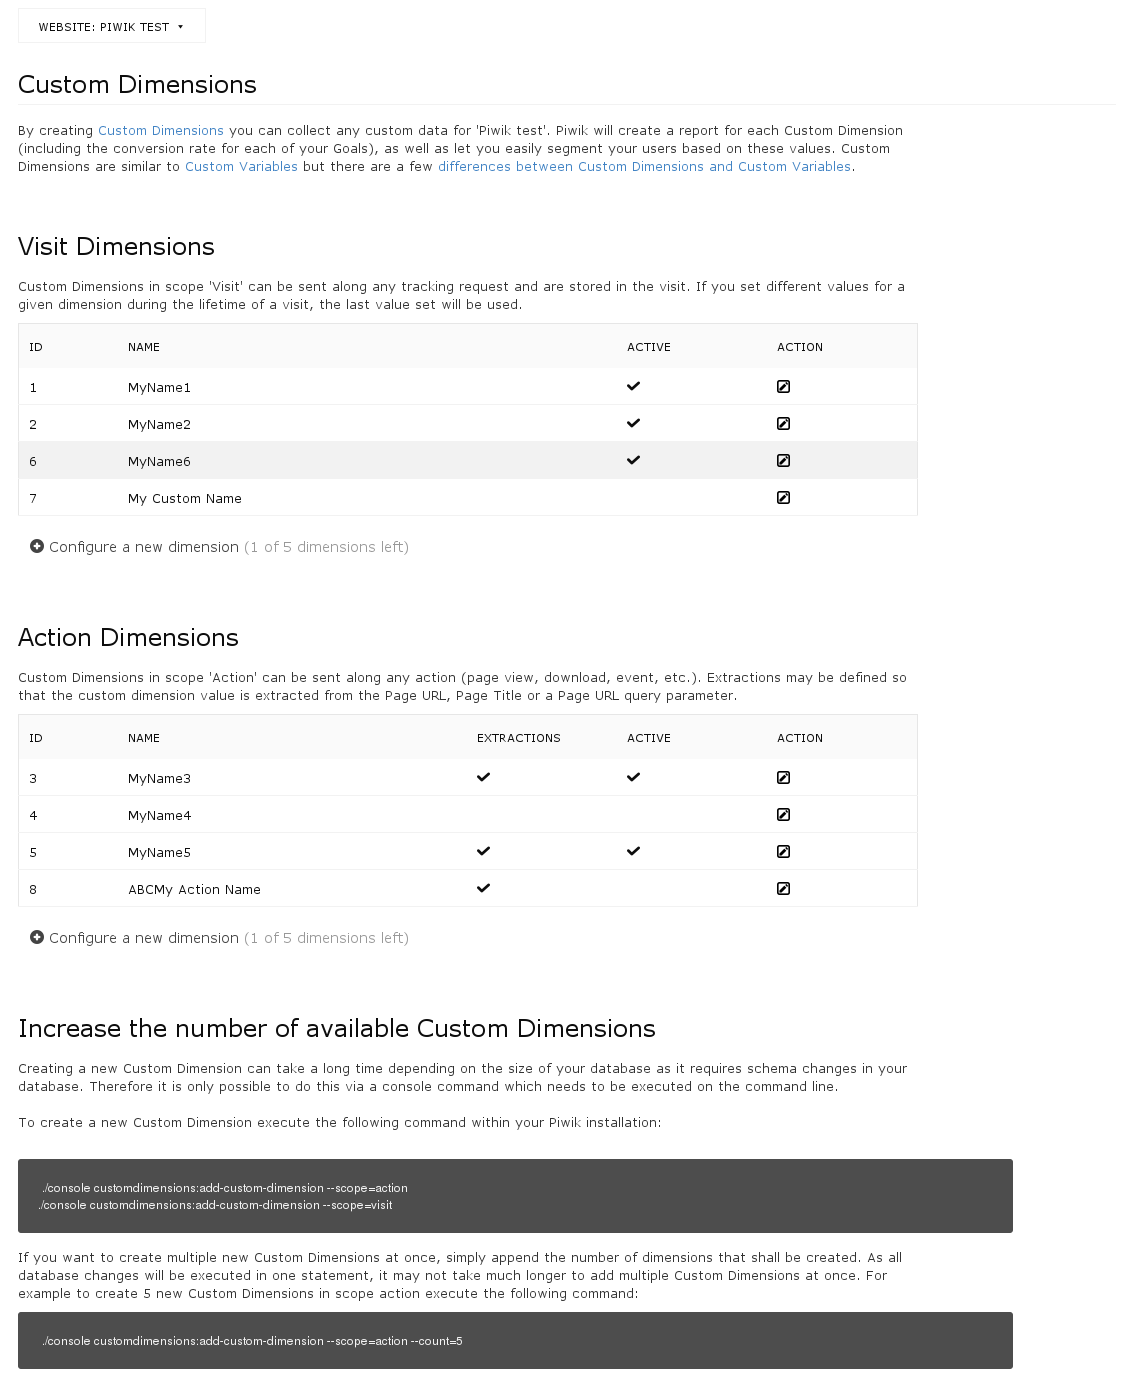 WEBSITE: PIWIK TEST
Custom Dimensions
By creating Custom Dimensions you can collect any custom data for 'Piwik test'. Piwik will create a report for each Custom Dimension
(including the conversion rate for each of your Goals), as well as let you easily segment your users based on these values. Custom
Dimensions are similar to Custom Variables but there are a few differences between Custom Dimensions and Custom Variables.
Visit Dimensions
Custom Dimensions in scope 'Visit' can be sent along any tracking request and are stored in the visit. If you set different values for a
given dimension during the lifetime of a visit, the last value set will be used.
ID NAME ACTIVE ACTION
1 MyName1
2 MyName2
6 MyName6
7 My Custom Name
Configure a new dimension (1 of 5 dimensions left)
Action Dimensions
Custom Dimensions in scope 'Action' can be sent along any action (page view, download, event, etc.). Extractions may be defined so
that the custom dimension value is extracted from the Page URL, Page Title or a Page URL query parameter.
ID NAME EXTRACTIONS ACTIVE ACTION
3 MyName3
4 MyName4
5 MyName5
8 ABCMy Action Name
Configure a new dimension (1 of 5 dimensions left)
Increase the number of available Custom Dimensions
Creating a new Custom Dimension can take a long time depending on the size of your database as it requires schema changes in your
database. Therefore it is only possible to do this via a console command which needs to be executed on the command line.
To create a new Custom Dimension execute the following command within your Piwik installation:
./console customdimensions:add-custom-dimension --scope=action
./console customdimensions:add-custom-dimension --scope=visit
If you want to create multiple new Custom Dimensions at once, simply append the number of dimensions that shall be created. As all
database changes will be executed in one statement, it may not take much longer to add multiple Custom Dimensions at once. For
example to create 5 new Custom Dimensions in scope action execute the following command:
./console customdimensions:add-custom-dimension --scope=action --count=5